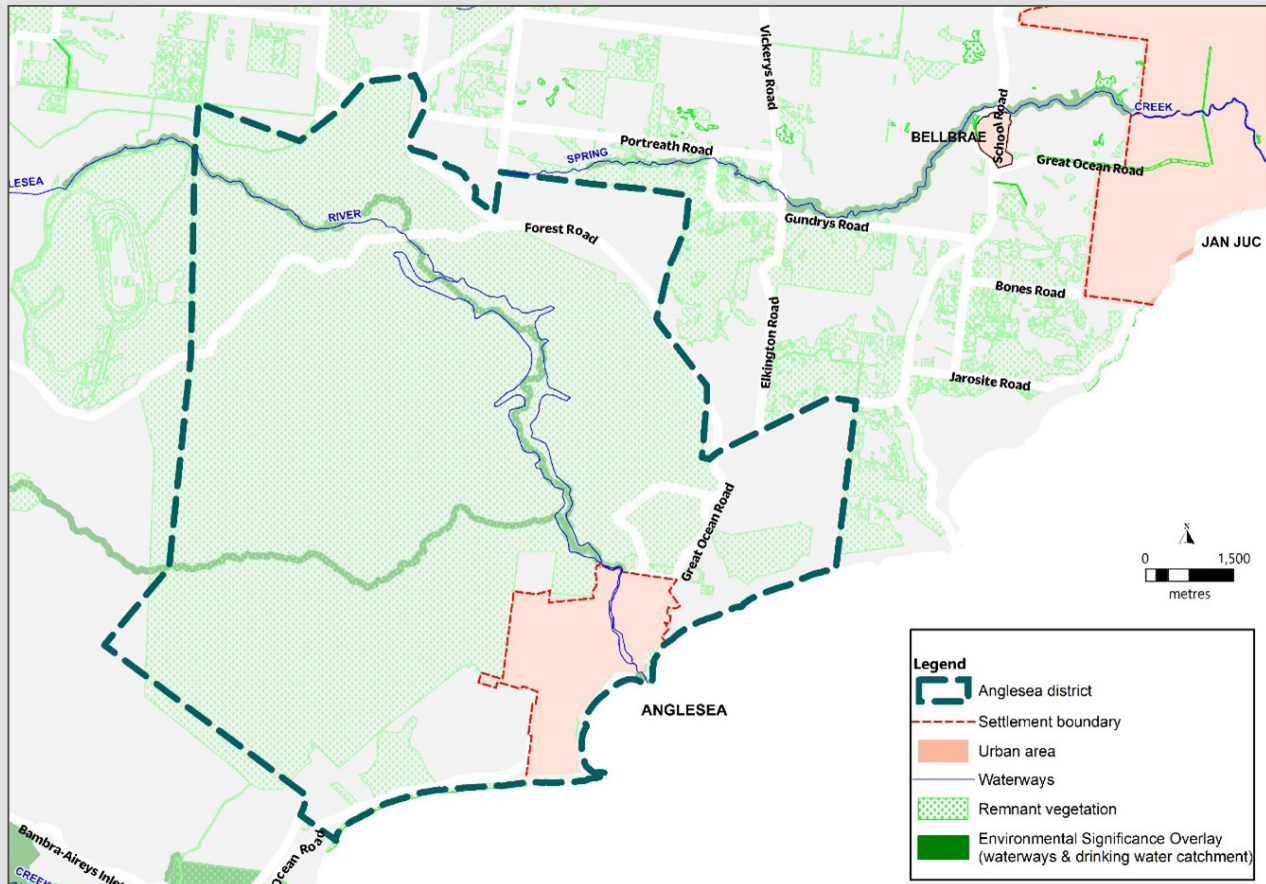 Vickerys Road
CREEK
School Road
BELLBRAE
Portreath Road
SPRING
Great Ocean Road
LESEA
RIVER
Gundrys Road
Forest Road
JAN JUC
Bones Road
Elkington Road
Jarosite Road
Great Ocean Road
N
0 1,500
metres
ANGLESEA
Legend
Anglesea district
Settlement boundary
Urban area
Waterways
Remnant vegetation
Environmental Significance Overlay
(waterways & drinking water catchment)
Bambra-Aireys Inlet
Ocean Road
CREEK